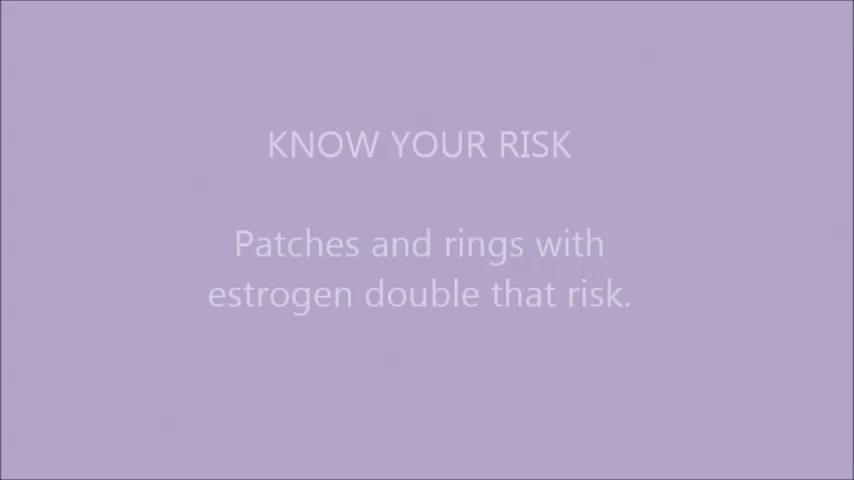 KNOW YOUR RISK
Patches and rings with
estrogen double that risk.